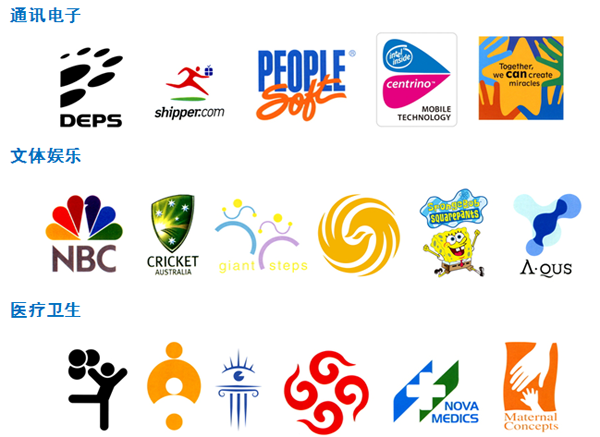 通讯电子
DEPS
shipper.com
PEOPLE
Soft®
intel
inside
centrino™
MOBILE
TECHNOLOGY
Together,
we can create
miracles
文体娱乐
NBC
CRICKET
AUSTRALIA
giant steps
SpongeBob
SQUAREPANTS
A·QUS
医疗卫生
NOVA
MEDICS
Maternal
Concepts